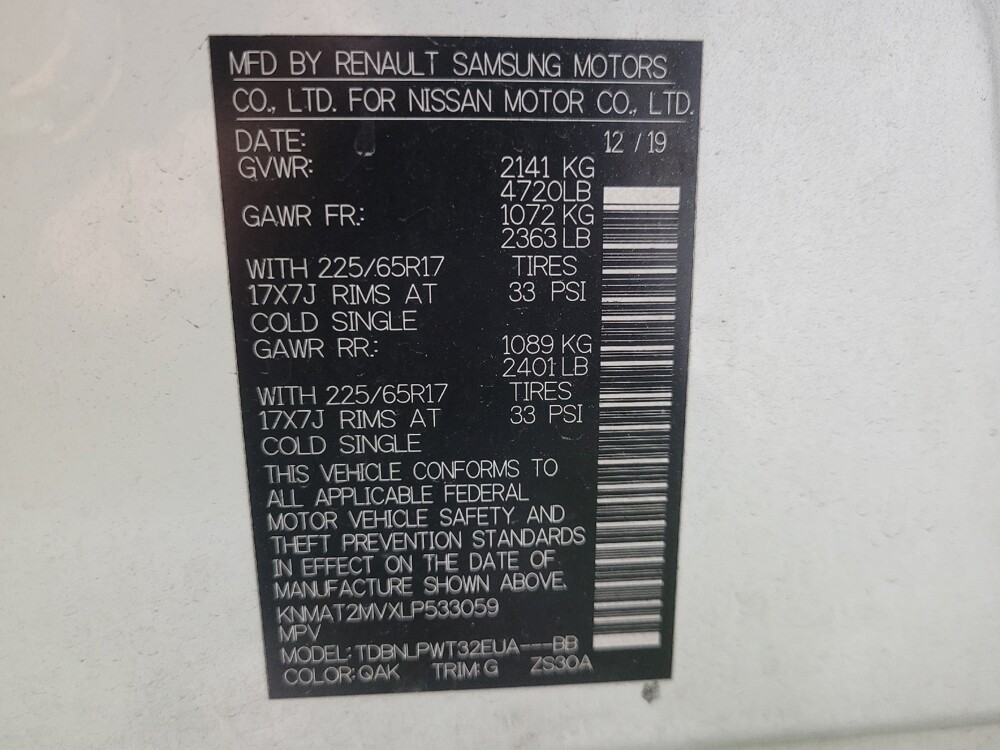 MFD BY RENAULT SAMSUNG MOTORS
CO., LTD. FOR NISSAN MOTOR CO., LTD.
DATE: 12 / 19
GVWR: 2141 KG
4720LB
GAWR FR.: 1072 KG
2363 LB
WITH 225/65R17 TIRES
17X7J RIMS AT 33 PSI
COLD SINGLE
GAWR RR.: 1089 KG
2401 LB
WITH 225/65R17 TIRES
17X7J RIMS AT 33 PSI
COLD SINGLE
THIS VEHICLE CONFORMS TO
ALL APPLICABLE FEDERAL
MOTOR VEHICLE SAFETY AND
THEFT PREVENTION STANDARDS
IN EFFECT ON THE DATE OF
MANUFACTURE SHOWN ABOVE.
KNMAT2MVXLP533059
MPV
MODEL: TDBNLPWT32EUA---BB
COLOR: QAK TRIM: G ZS30A